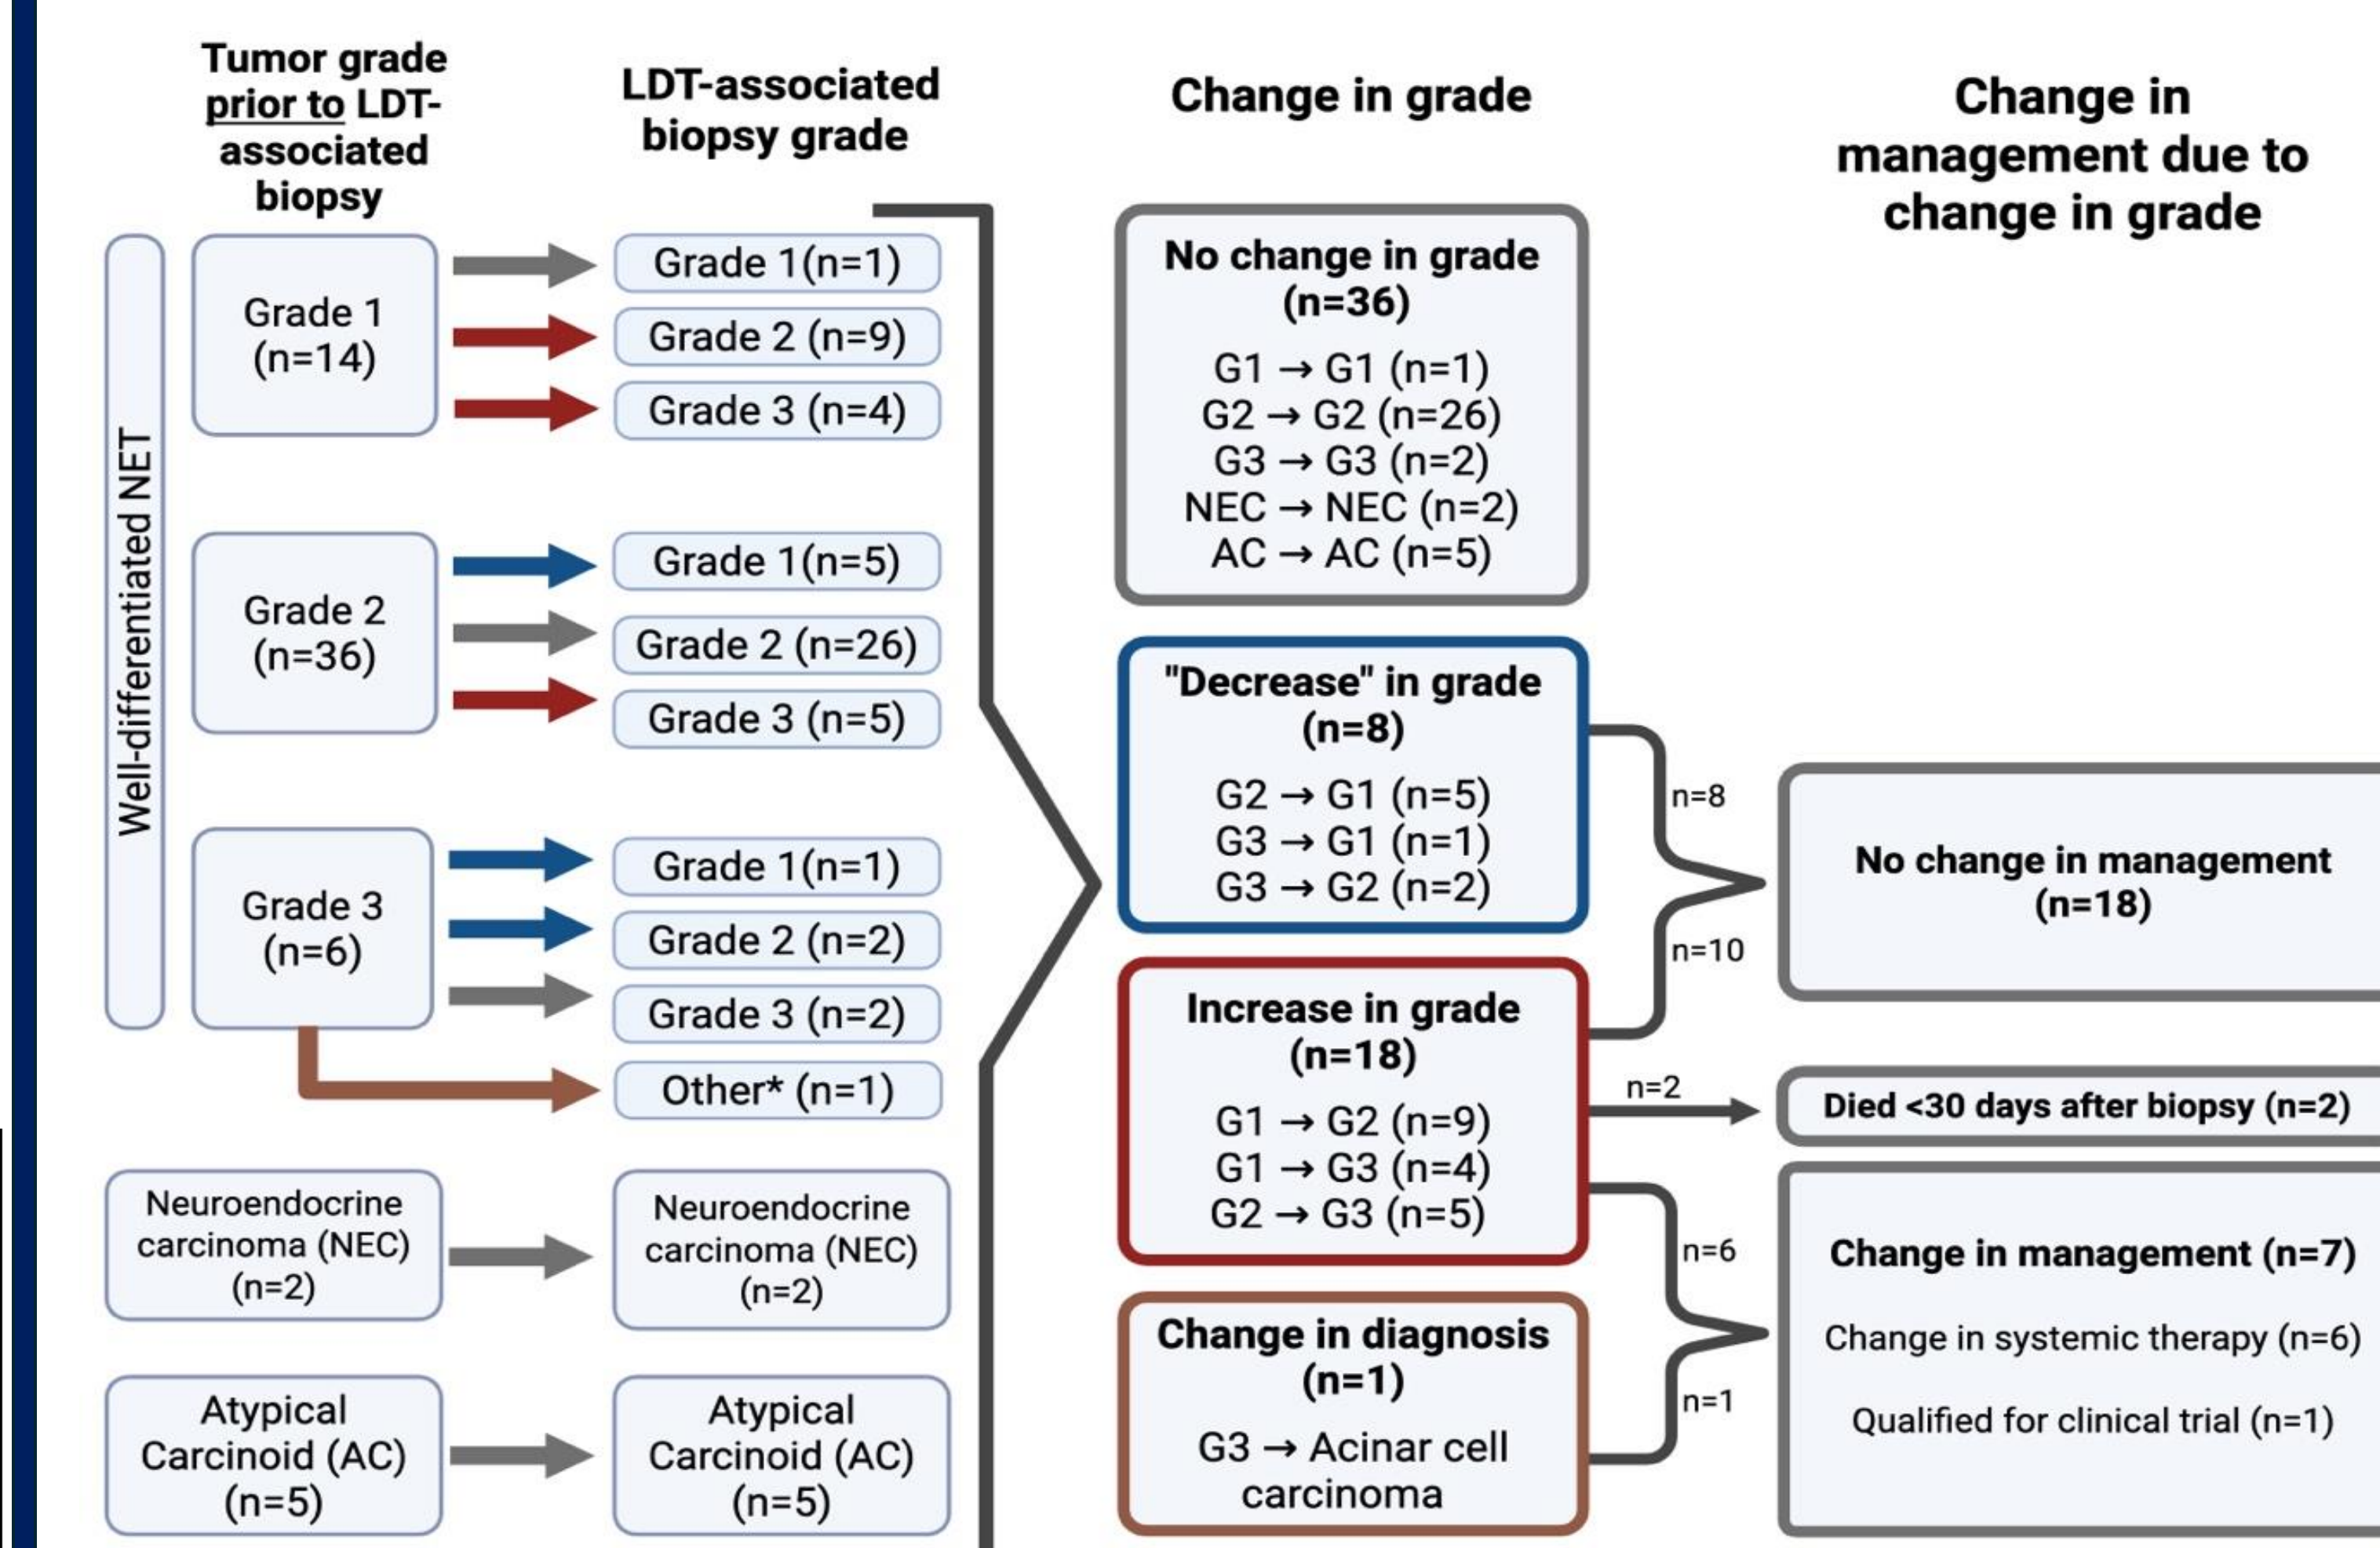 Tumor grade
prior to LDT-
associated
biopsy
LDT-associated
biopsy grade
Change in grade
Change in
management due to
change in grade
Well-differentiated NET
Grade 1
(n=14)
Grade 1(n=1)
Grade 2 (n=9)
Grade 3 (n=4)
Grade 2
(n=36)
Grade 1(n=5)
Grade 2 (n=26)
Grade 3 (n=5)
Grade 3
(n=6)
Grade 1(n=1)
Grade 2 (n=2)
Grade 3 (n=2)
Other* (n=1)
Neuroendocrine
carcinoma (NEC)
(n=2)
Neuroendocrine
carcinoma (NEC)
(n=2)
Atypical
Carcinoid (AC)
(n=5)
Atypical
Carcinoid (AC)
(n=5)
No change in grade
(n=36)
G1 → G1 (n=1)
G2 → G2 (n=26)
G3 → G3 (n=2)
NEC → NEC (n=2)
AC → AC (n=5)
"Decrease" in grade
(n=8)
G2 → G1 (n=5)
G3 → G1 (n=1)
G3 → G2 (n=2)
Increase in grade
(n=18)
G1 → G2 (n=9)
G1 → G3 (n=4)
G2 → G3 (n=5)
Change in diagnosis
(n=1)
G3 → Acinar cell
carcinoma
n=8
n=10
n=2
n=6
n=1
No change in management
(n=18)
Died <30 days after biopsy (n=2)
Change in management (n=7)
Change in systemic therapy (n=6)
Qualified for clinical trial (n=1)